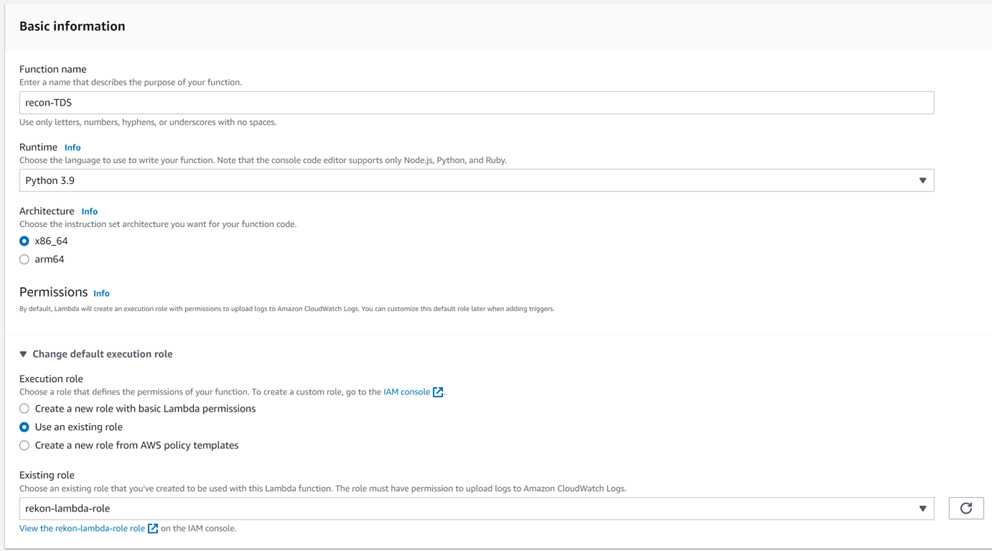 Basic information
Function name
Enter a name that describes the purpose of your function.
recon-TDS
Use only letters, numbers, hyphens, or underscores with no spaces.
Runtime Info
Choose the language to use to write your function. Note that the console code editor supports only Node.js, Python, and Ruby.
Python 3.9
Architecture Info
Choose the instruction set architecture you want for your function code.
x86_64
arm64
Permissions Info
By default, Lambda will create an execution role with permissions to upload logs to Amazon CloudWatch Logs. You can customize this default role later when adding triggers.
Change default execution role
Execution role
Choose a role that defines the permissions of your function. To create a custom role, go to the IAM console.
Create a new role with basic Lambda permissions
Use an existing role
Create a new role from AWS policy templates
Existing role
Choose an existing role that you've created to be used with this Lambda function. The role must have permission to upload logs to Amazon CloudWatch Logs.
rekon-lambda-role
View the rekon-lambda-role role on the IAM console.